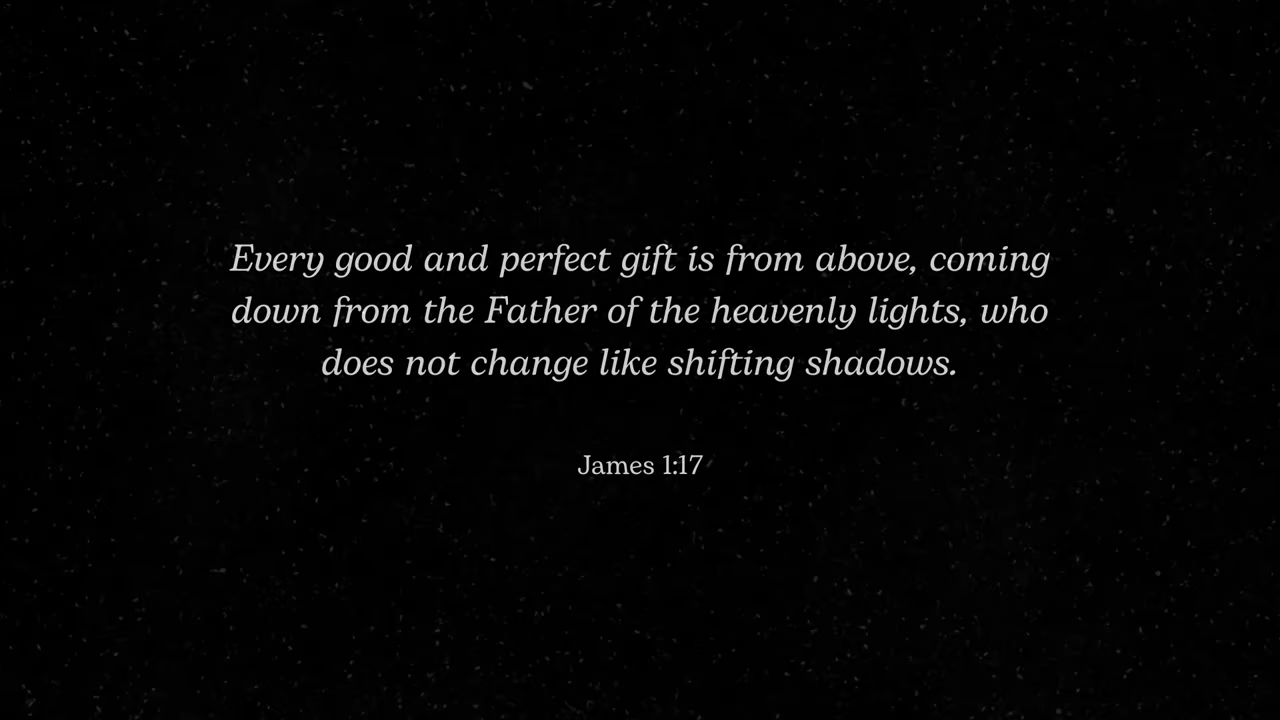 Every good and perfect gift is from above, coming
down from the Father of the heavenly lights, who
does not change like shifting shadows.
James 1:17